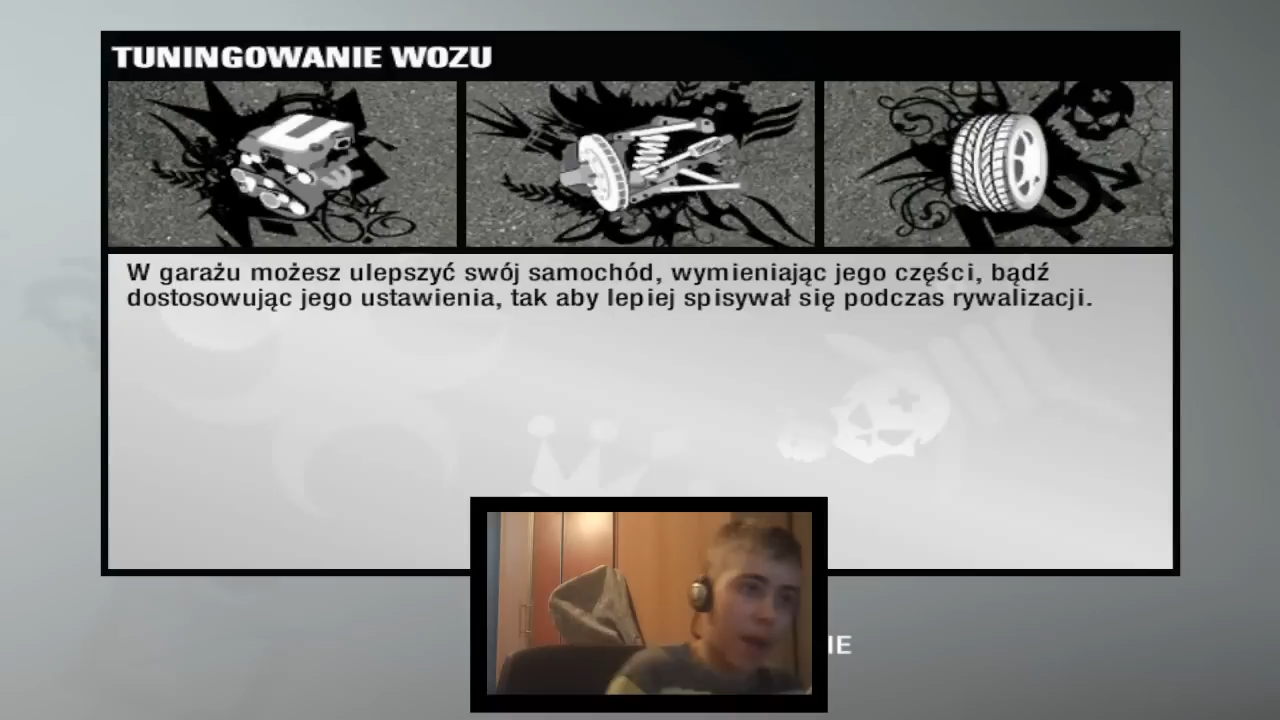 TUNINGOWANIE WOZU
W garażu możesz ulepszyć swój samochód, wymieniając jego części, bądź
dostosowując jego ustawienia, tak aby lepiej spisywał się podczas rywalizacji.